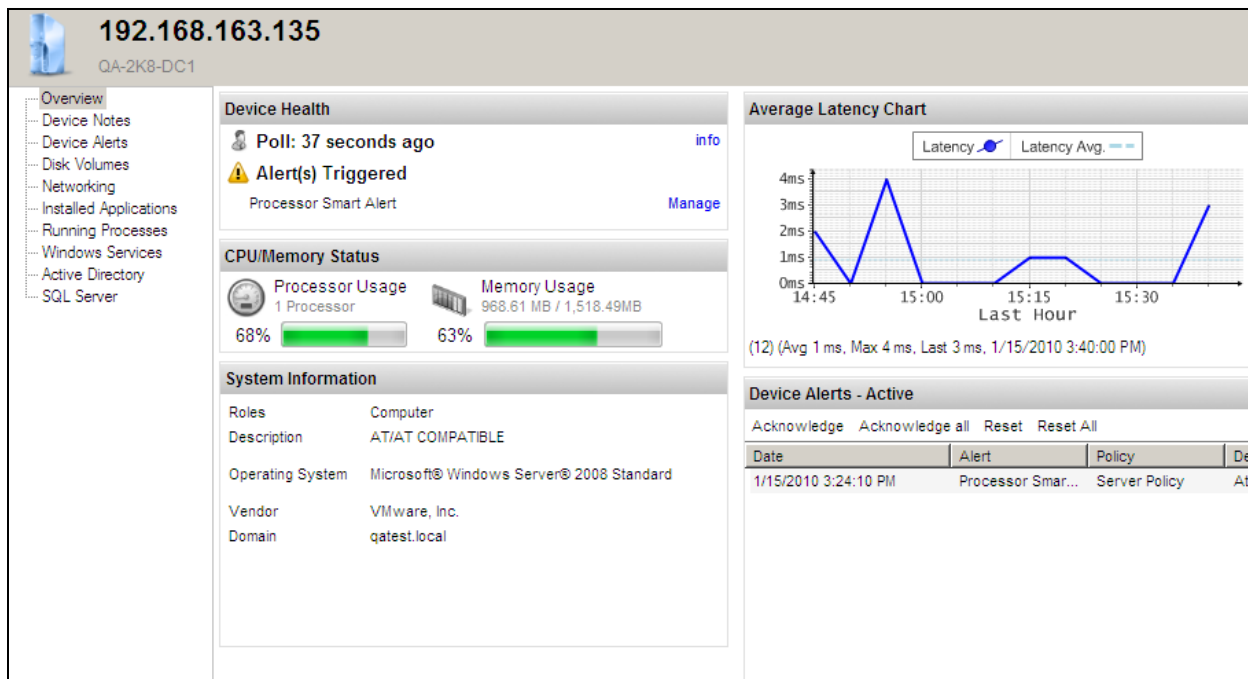 192.168.163.135
QA-2K8-DC1
Overview
Device Notes
Device Alerts
Disk Volumes
Networking
Installed Applications
Running Processes
Windows Services
Active Directory
SQL Server
Device Health
Poll: 37 seconds ago info
Alert(s) Triggered
Processor Smart Alert Manage
CPU/Memory Status
Processor Usage
1 Processor
68%
Memory Usage
968.61 MB / 1,518.49MB
63%
System Information
Roles Computer
Description AT/AT COMPATIBLE
Operating System Microsoft® Windows Server® 2008 Standard
Vendor VMware, Inc.
Domain qatest.local
Average Latency Chart
Latency Latency Avg.
4ms
3ms
2ms
1ms
0ms
14:45 15:00 15:15 15:30
Last Hour
(12) (Avg 1 ms, Max 4 ms, Last 3 ms, 1/15/2010 3:40:00 PM)
Device Alerts - Active
Acknowledge Acknowledge all Reset Reset All
Date Alert Policy De
1/15/2010 3:24:10 PM Processor Smar... Server Policy At